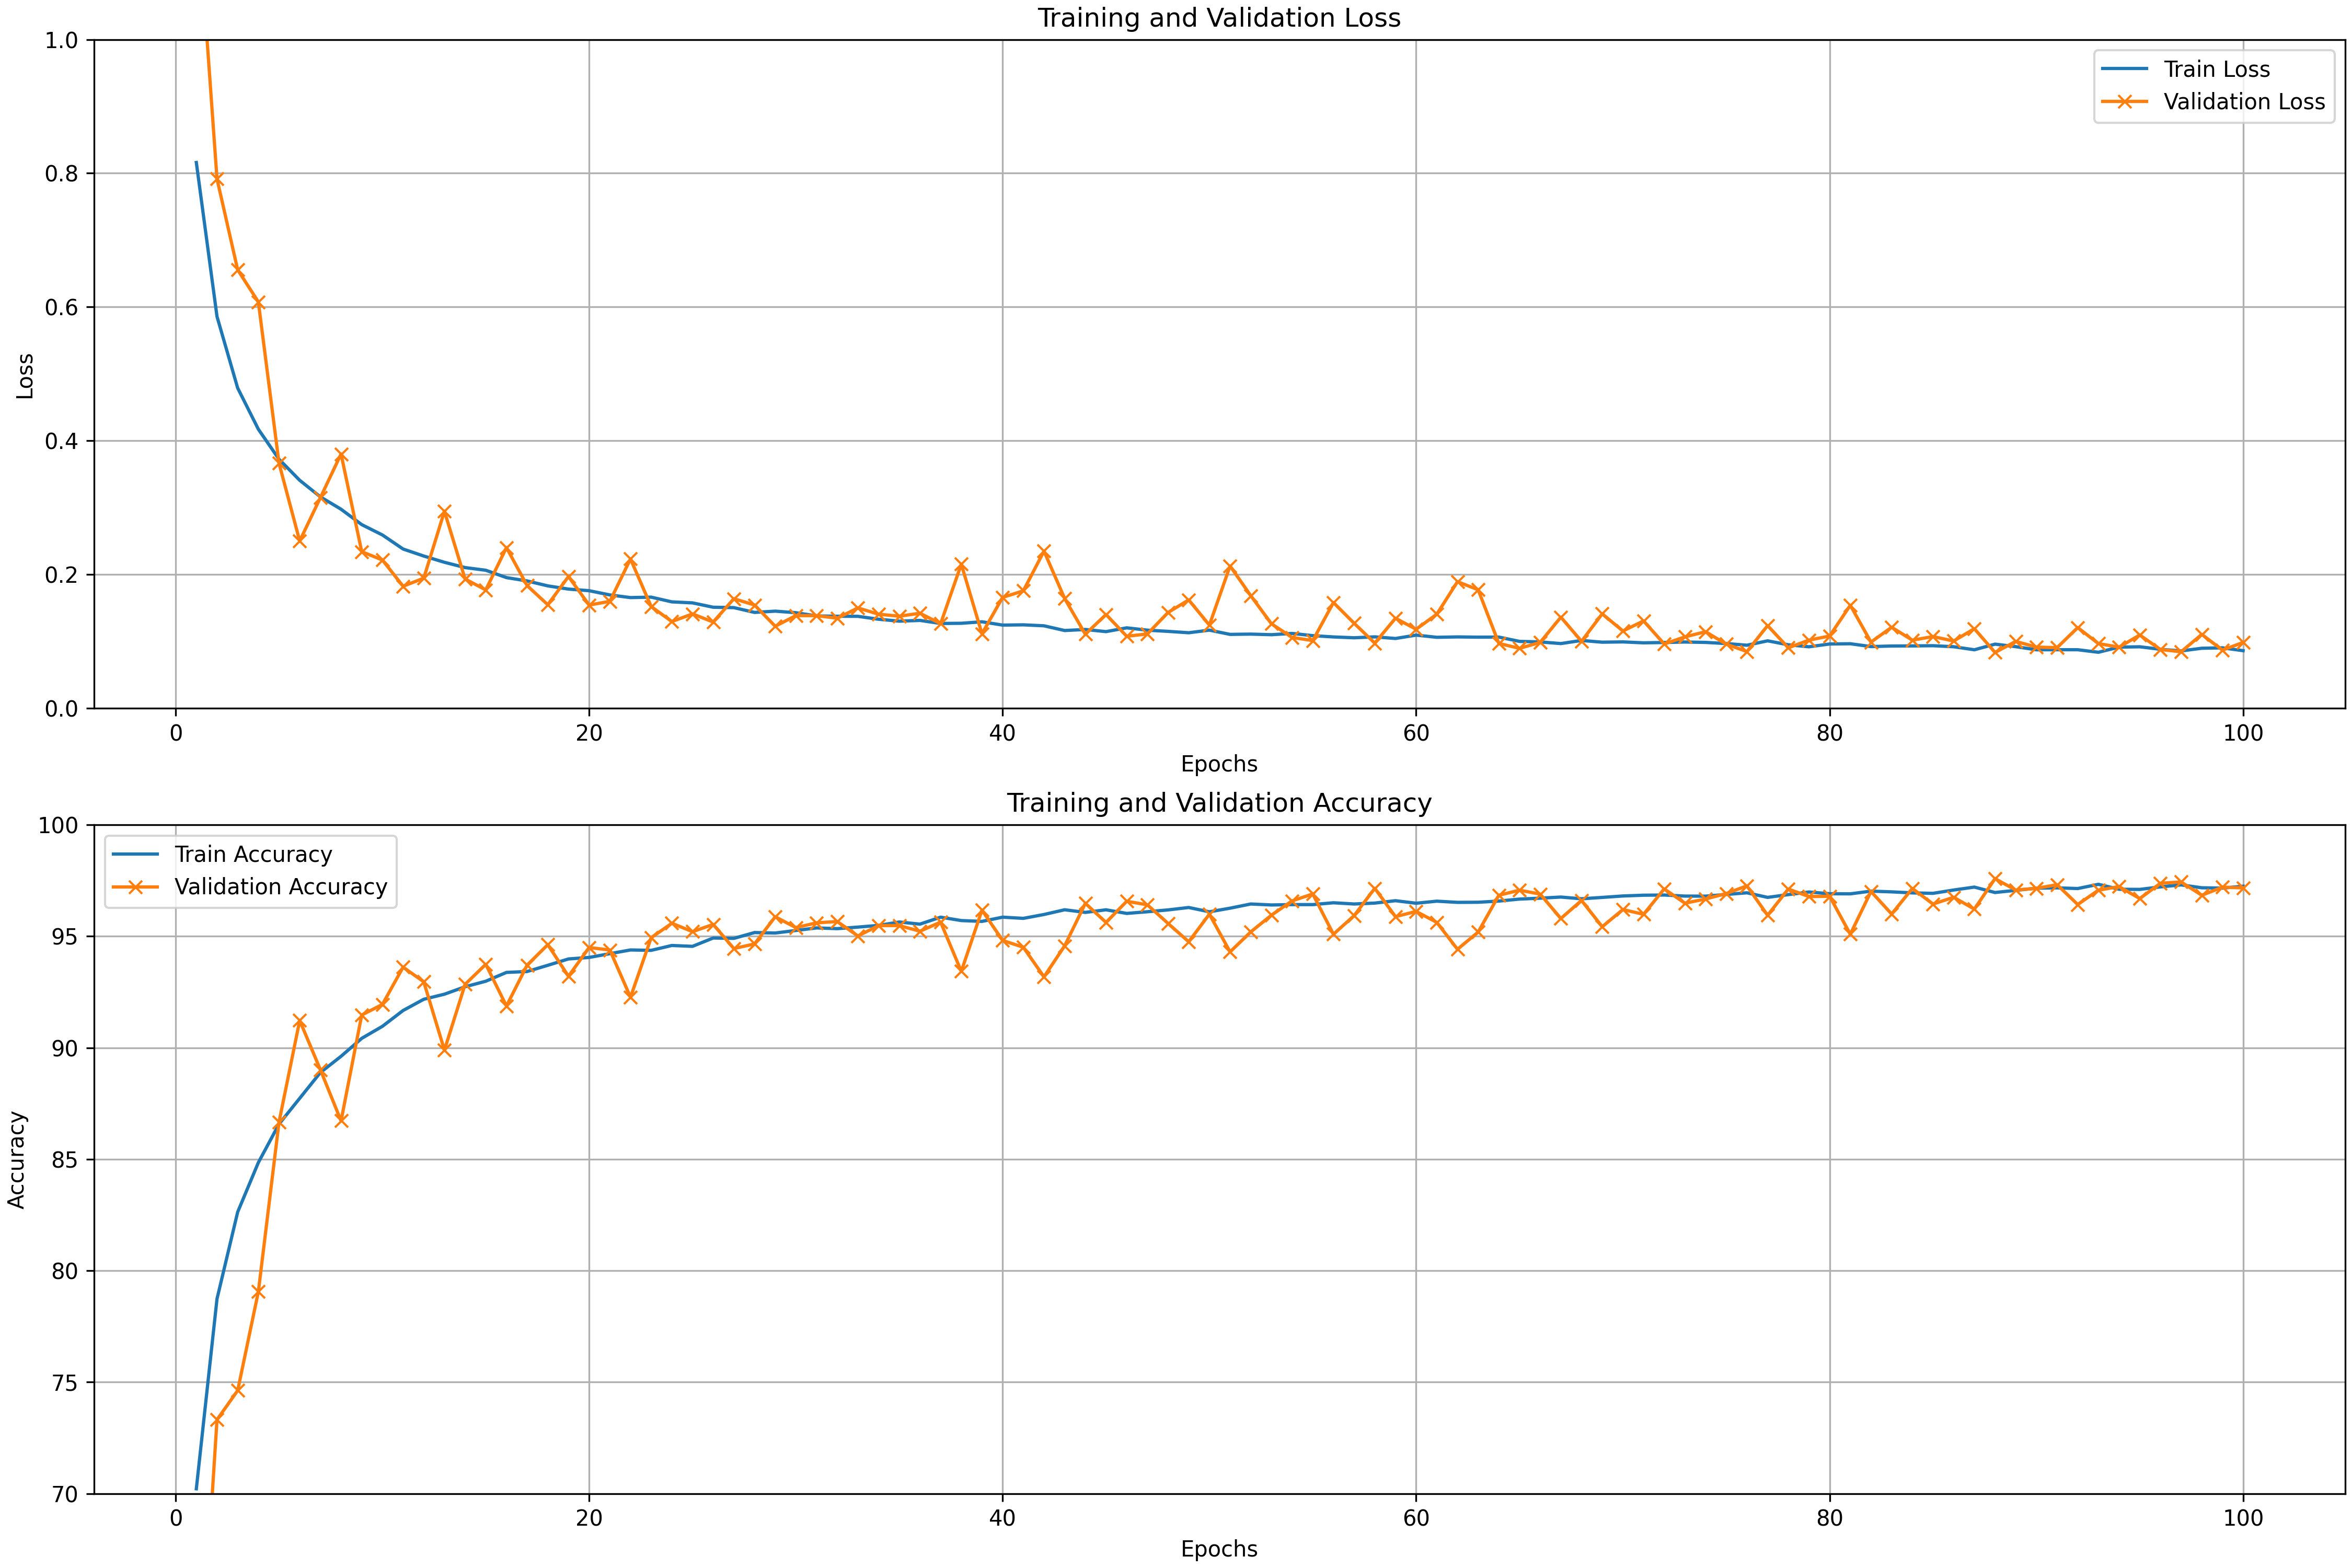 Training and Validation Loss
1.0
0.8
0.6
0.4
0.2
0.0
Loss
Train Loss
Validation Loss
0 20 40 60 80 100
Epochs
Training and Validation Accuracy
100
95
90
85
80
75
70
Accuracy
Train Accuracy
Validation Accuracy
0 20 40 60 80 100
Epochs